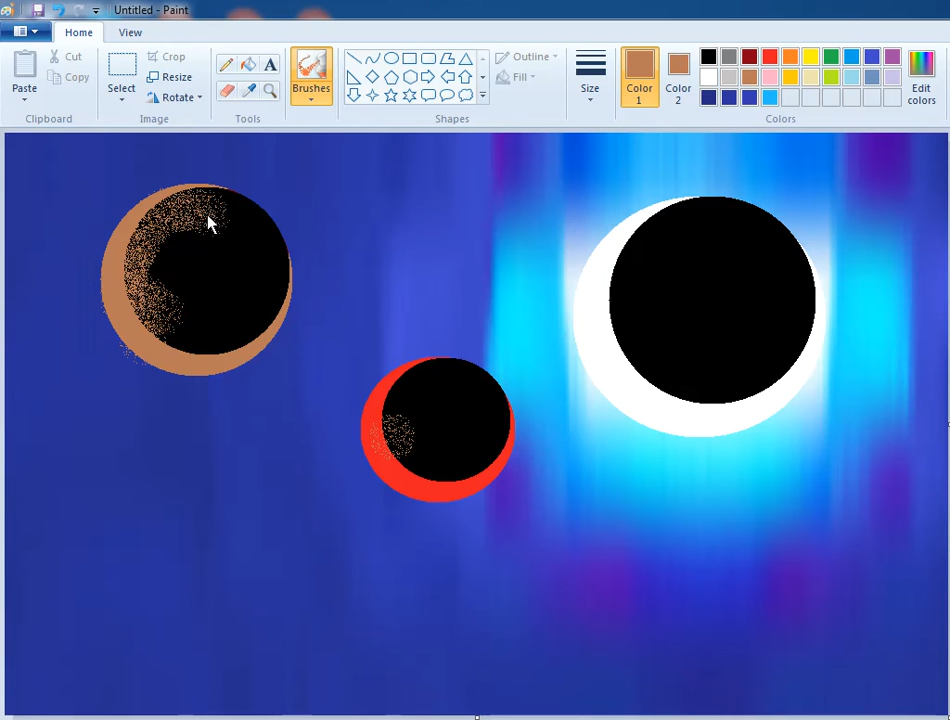 Untitled - Paint
Home View
Paste
Cut
Copy
Clipboard
Select
Crop
Resize
Rotate
Image
A
Tools
Brushes
Outline
Fill
Shapes
Size
Color 1
Color 2
Edit colors
Colors